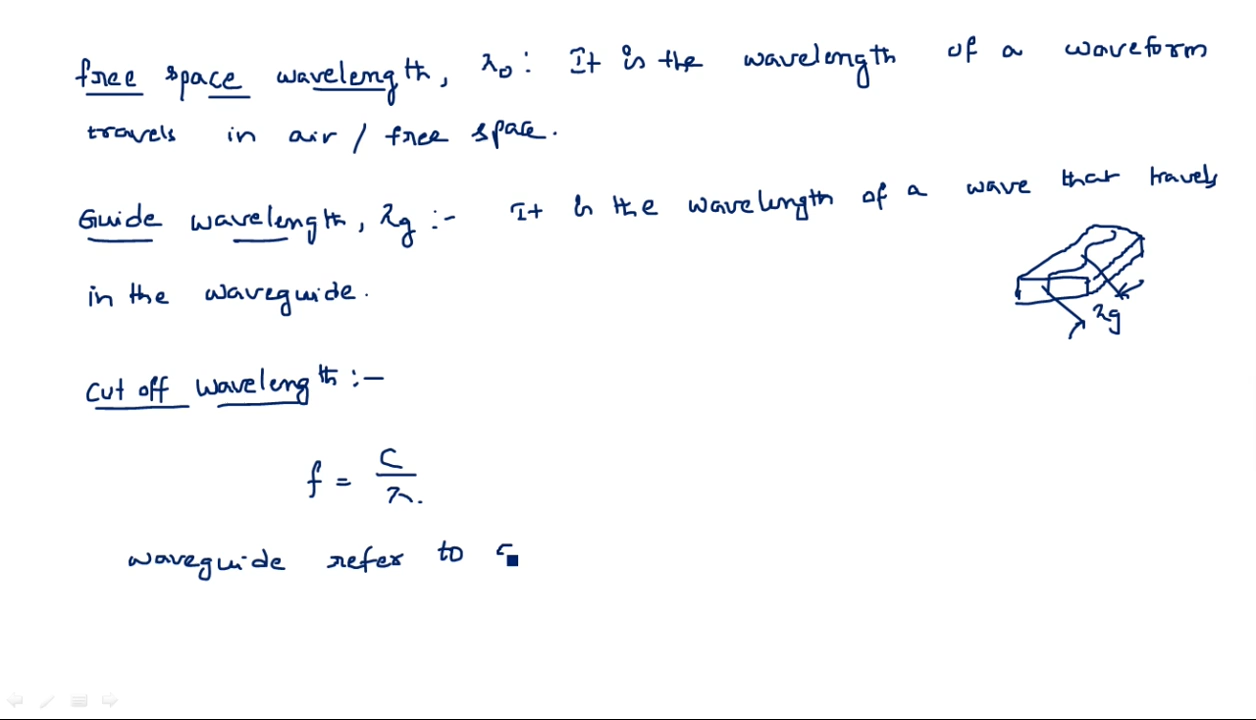 free space wavelength, λo: It is the wavelength of a waveform
travels in air / free space.
Guide wavelength, λg :- It is the wavelength of a wave that travels
in the waveguide.
λg
Cut off wavelength :-
f = C/λ.
waveguide refer to